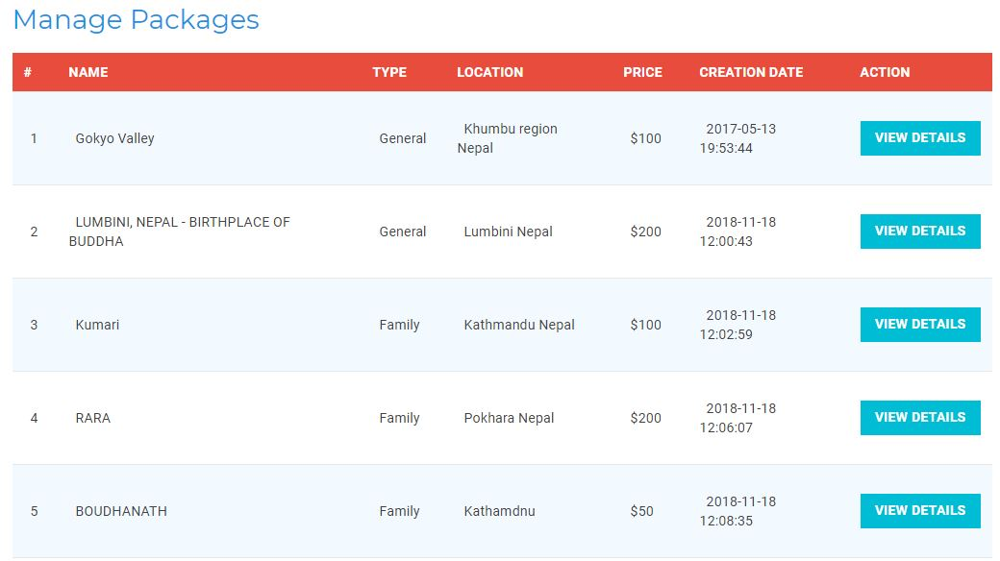 Manage Packages
# NAME TYPE LOCATION PRICE CREATION DATE ACTION
1 Gokyo Valley General Khumbu region Nepal $100 2017-05-13 19:53:44 VIEW DETAILS
2 LUMBINI, NEPAL - BIRTHPLACE OF BUDDHA General Lumbini Nepal $200 2018-11-18 12:00:43 VIEW DETAILS
3 Kumari Family Kathmandu Nepal $100 2018-11-18 12:02:59 VIEW DETAILS
4 RARA Family Pokhara Nepal $200 2018-11-18 12:06:07 VIEW DETAILS
5 BOUDHANATH Family Kathamdnu $50 2018-11-18 12:08:35 VIEW DETAILS